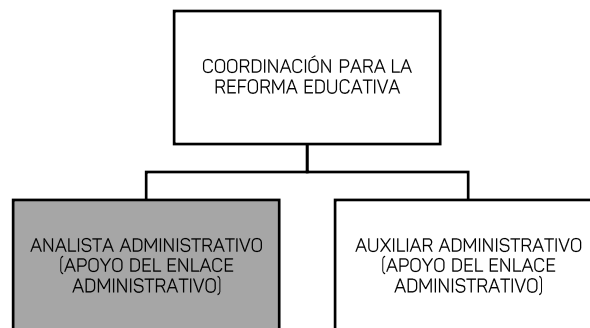 COORDINACIÓN PARA LA
REFORMA EDUCATIVA
ANALISTA ADMINISTRATIVO
(APOYO DEL ENLACE
ADMINISTRATIVO)
AUXILIAR ADMINISTRATIVO
(APOYO DEL ENLACE
ADMINISTRATIVO)